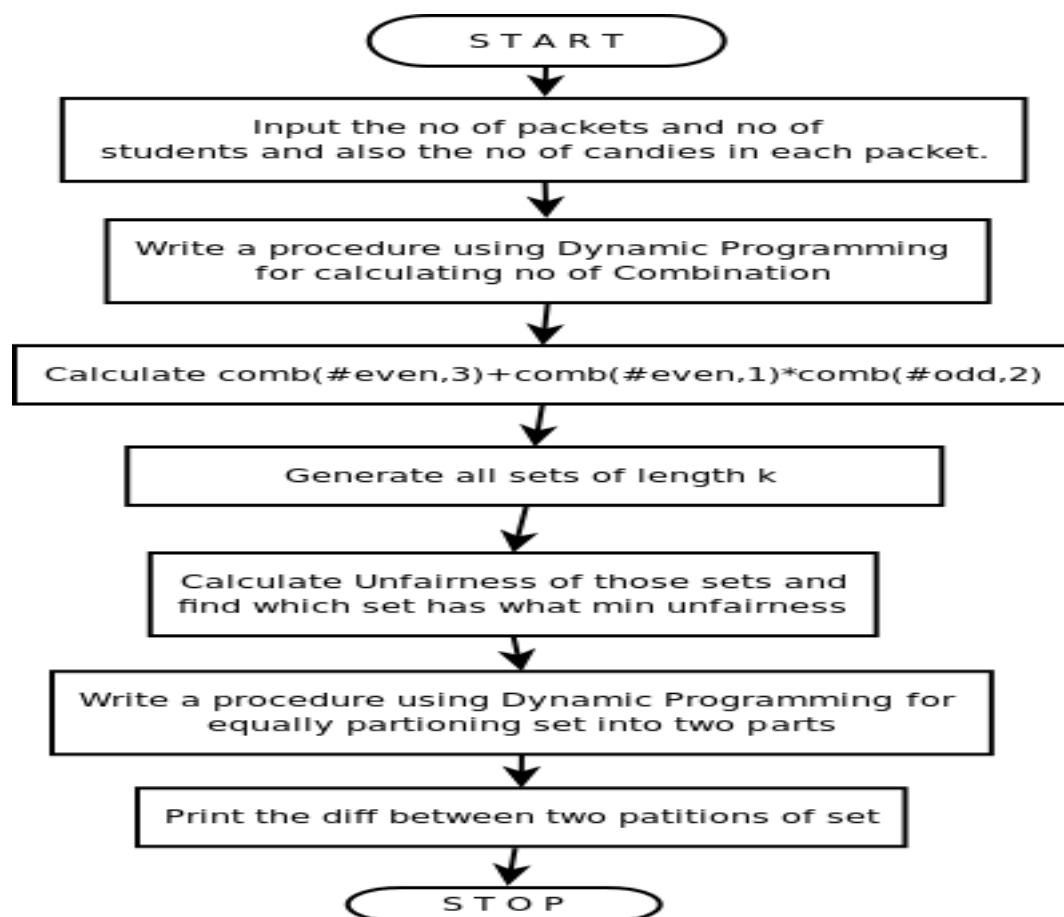 S T A R T
Input the no of packets and no of
students and also the no of candies in each packet.
Write a procedure using Dynamic Programming
for calculating no of Combination
Calculate comb(#even,3)+comb(#even,1)*comb(#odd,2)
Generate all sets of length k
Calculate Unfairness of those sets and
find which set has what min unfairness
Write a procedure using Dynamic Programming for
equally partioning set into two parts
Print the diff between two patitions of set
S T O P